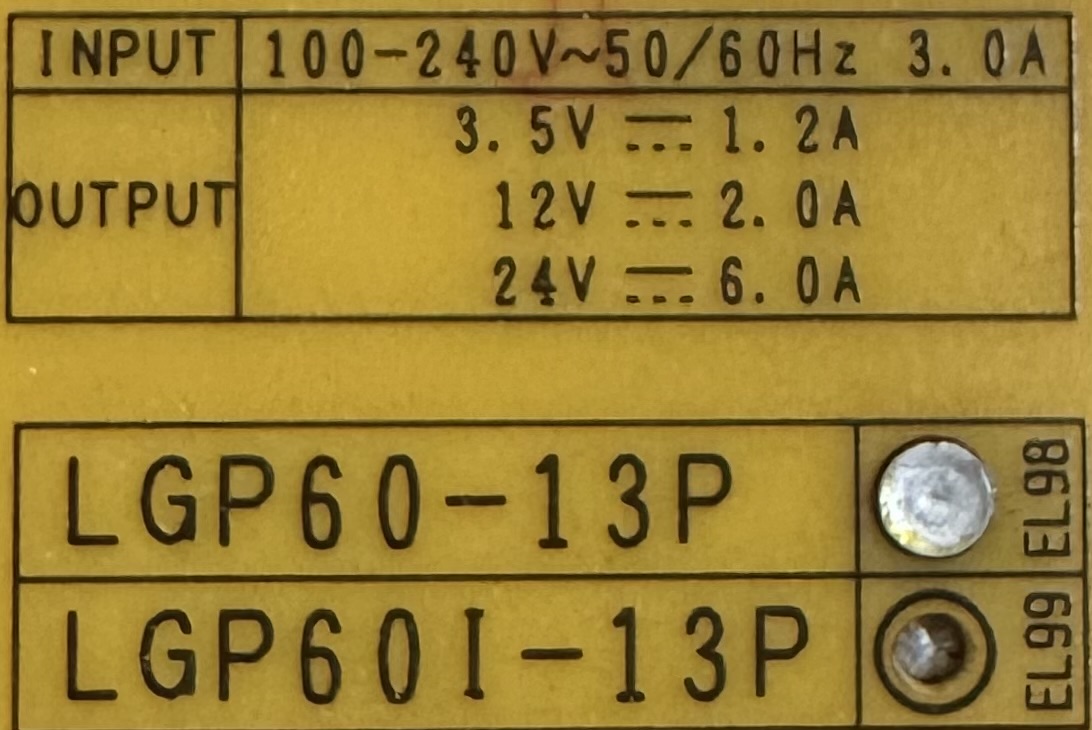 INPUT 100-240V~50/60Hz 3.0A
OUTPUT
3.5V ⎓ 1.2A
12V ⎓ 2.0A
24V ⎓ 6.0A
LGP60-13P EL98
LGP60I-13P EL99